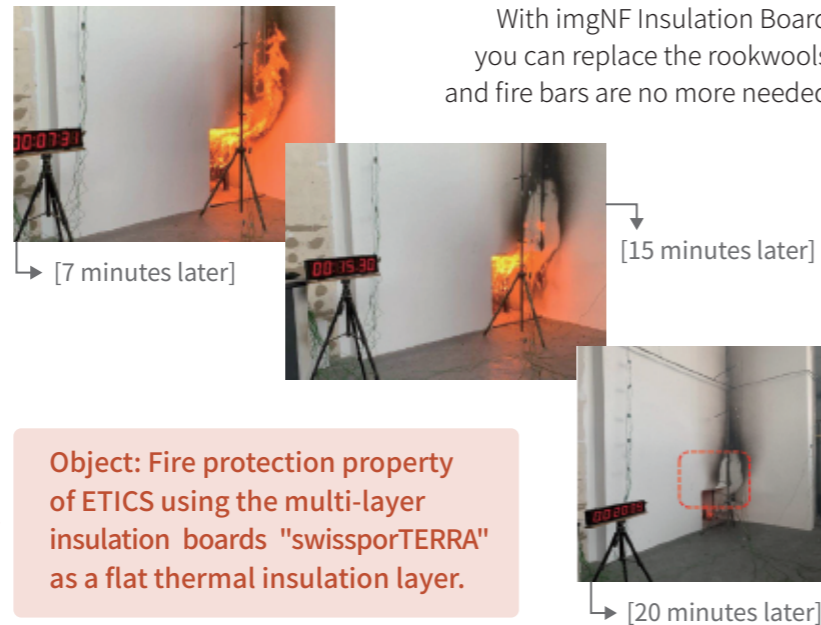 With imgNF Insulation Board
you can replace the rookwools
and fire bars are no more needed
00:07:31
[7 minutes later]
00:15:30
[15 minutes later]
Object: Fire protection property
of ETICS using the multi-layer
insulation boards "swissporTERRA"
as a flat thermal insulation layer.
[20 minutes later]